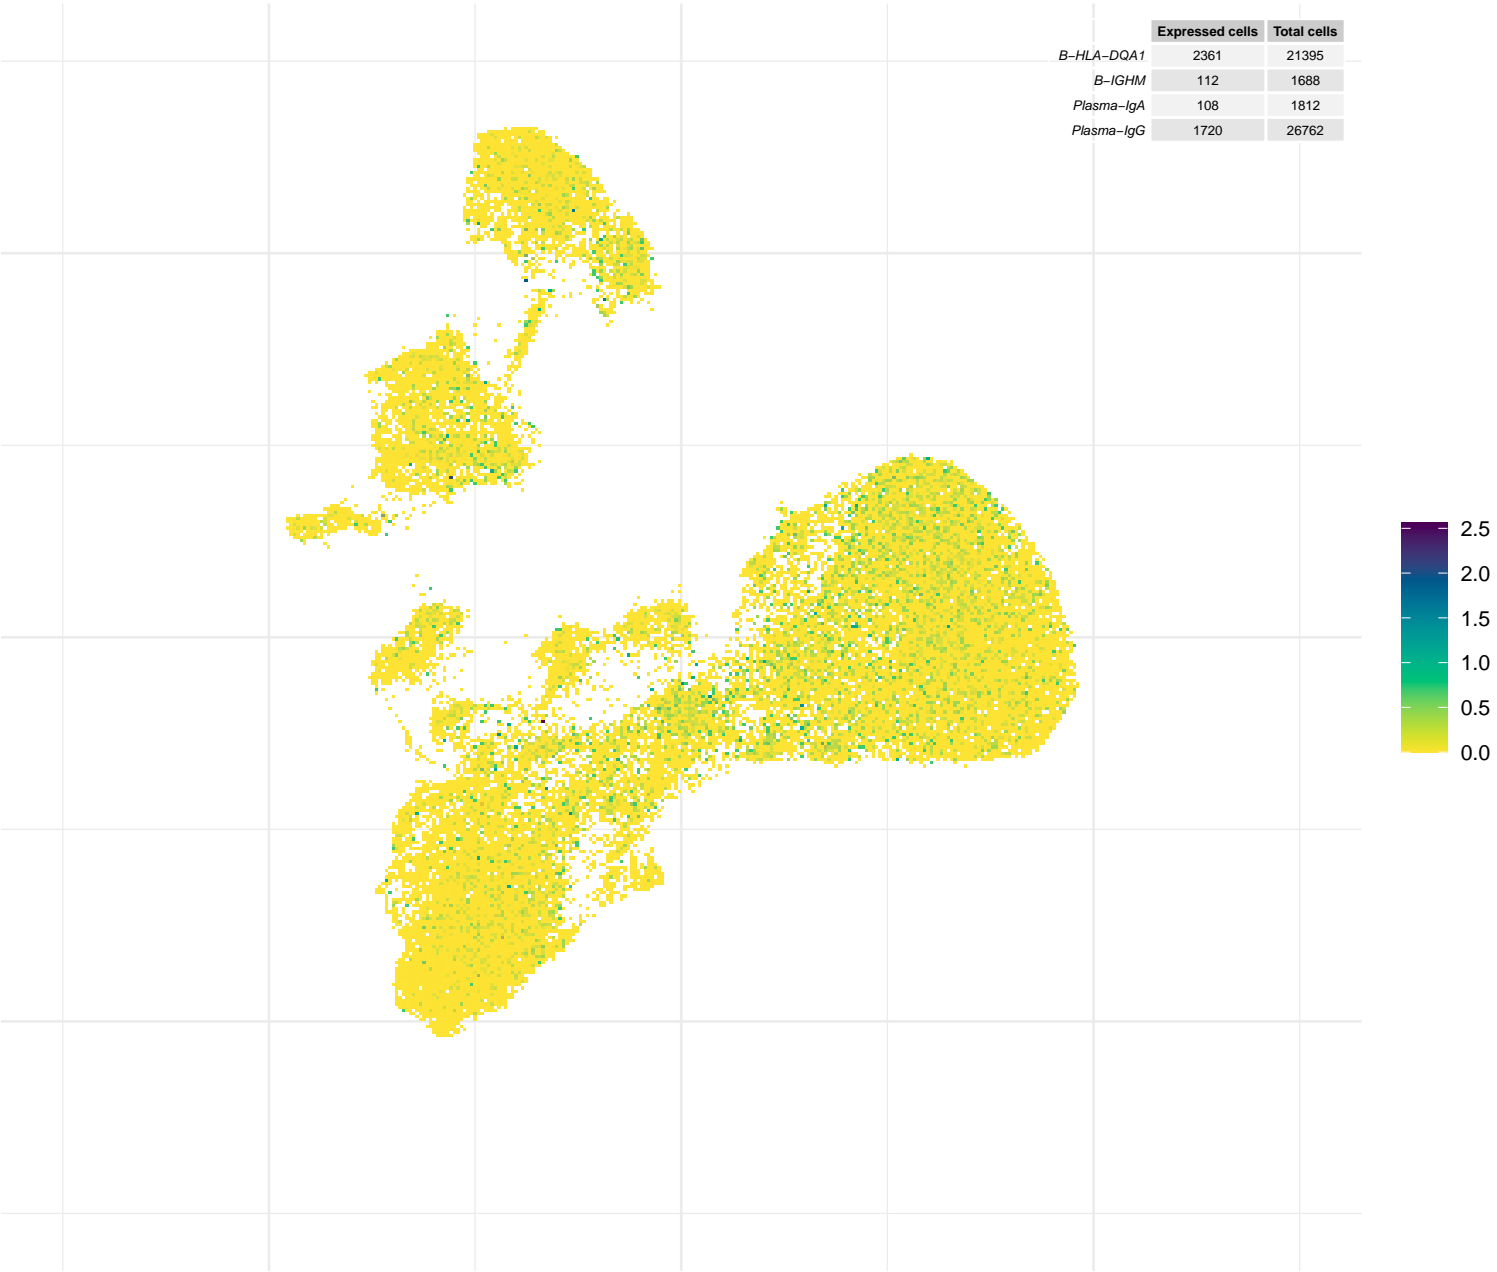 Expressed cells Total cells
B−HLA−DQA1 2361 21395
B−IGHM 112 1688
Plasma−IgA 108 1812
Plasma−IgG 1720 26762
2.5
2.0
1.5
1.0
0.5
0.0